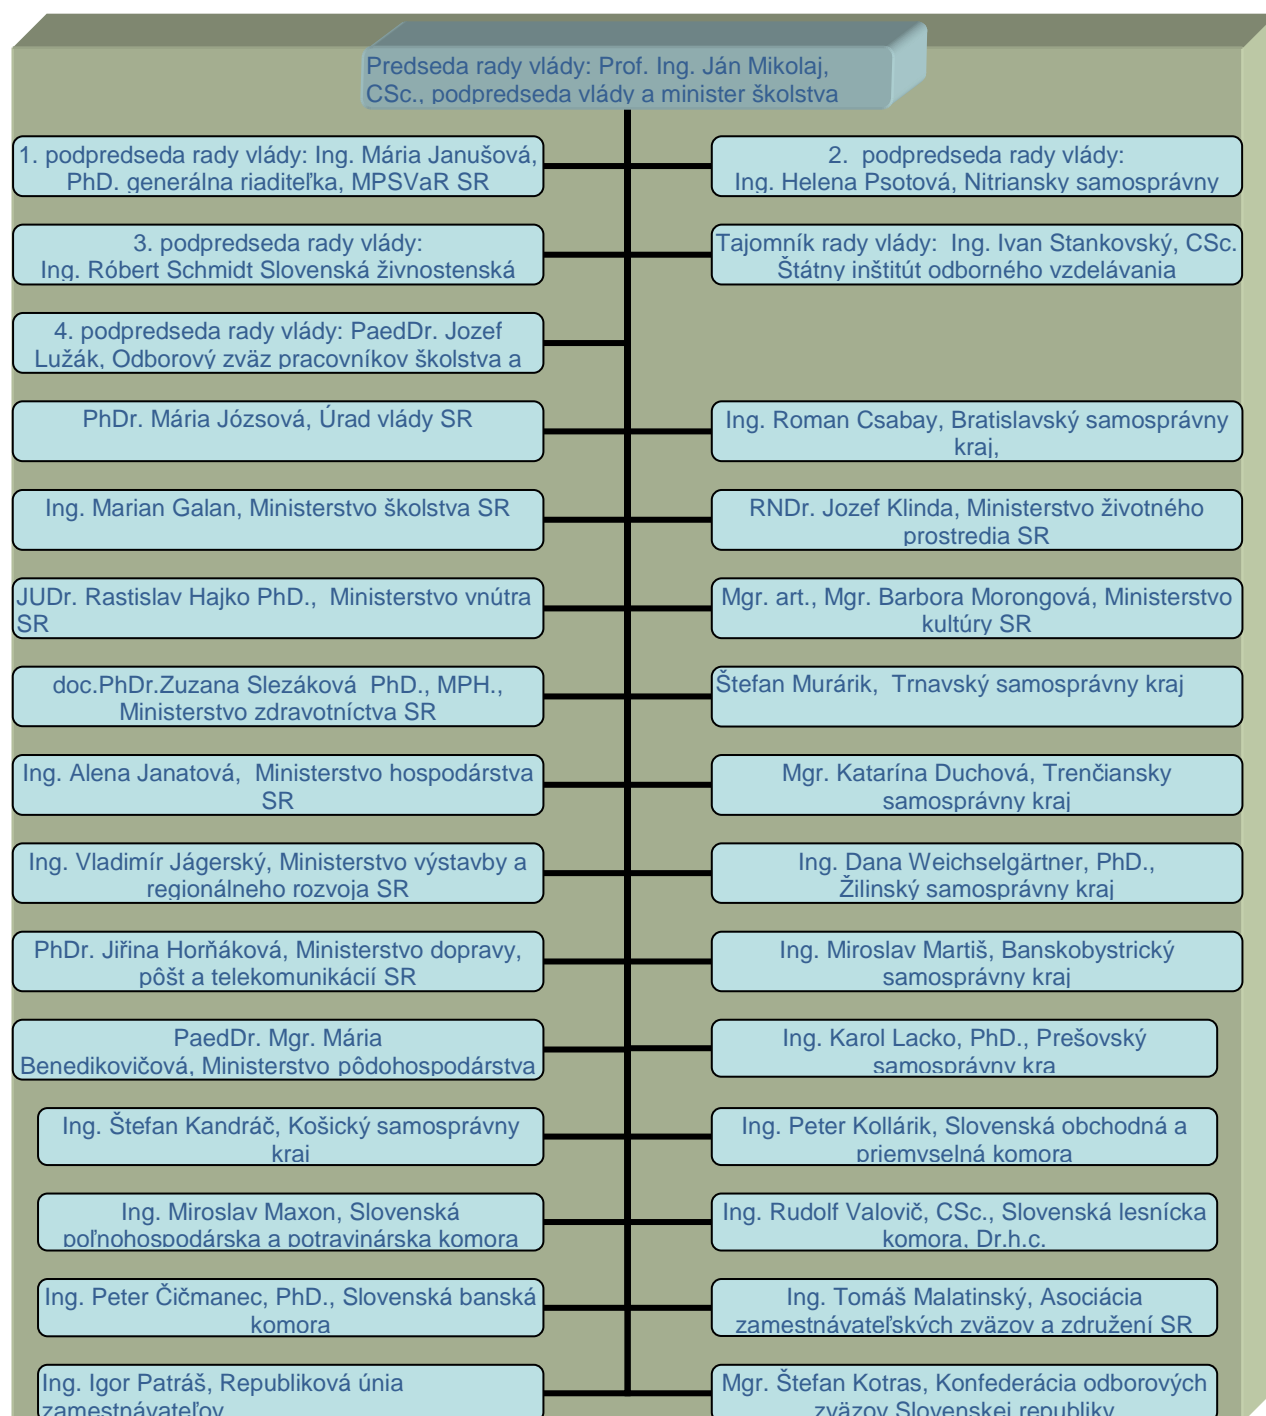 Predseda rady vlády: Prof. Ing. Ján Mikolaj,
CSc., podpredseda vlády a minister školstva
1. podpredseda rady vlády: Ing. Mária Janušová,
PhD. generálna riaditeľka, MPSVaR SR
2. podpredseda rady vlády:
Ing. Helena Psotová, Nitriansky samosprávny
3. podpredseda rady vlády:
Ing. Róbert Schmidt Slovenská živnostenská
Tajomník rady vlády: Ing. Ivan Stankovský, CSc.
Štátny inštitút odborného vzdelávania
4. podpredseda rady vlády: PaedDr. Jozef
Lužák, Odborový zväz pracovníkov školstva a
PhDr. Mária Józsová, Úrad vlády SR
Ing. Roman Csabay, Bratislavský samosprávny
kraj,
Ing. Marian Galan, Ministerstvo školstva SR
RNDr. Jozef Klinda, Ministerstvo životného
prostredia SR
JUDr. Rastislav Hajko PhD., Ministerstvo vnútra
SR
Mgr. art., Mgr. Barbora Morongová, Ministerstvo
kultúry SR
doc.PhDr.Zuzana Slezáková PhD., MPH.,
Ministerstvo zdravotníctva SR
Štefan Murárik, Trnavský samosprávny kraj
Ing. Alena Janatová, Ministerstvo hospodárstva
SR
Mgr. Katarína Duchová, Trenčiansky
samosprávny kraj
Ing. Vladimír Jágerský, Ministerstvo výstavby a
regionálneho rozvoja SR
Ing. Dana Weichselgärtner, PhD.,
Žilinský samosprávny kraj
PhDr. Jiřina Horňáková, Ministerstvo dopravy,
pôšt a telekomunikácií SR
Ing. Miroslav Martiš, Banskobystrický
samosprávny kraj
PaedDr. Mgr. Mária
Benedikovičová, Ministerstvo pôdohospodárstva
Ing. Karol Lacko, PhD., Prešovský
samosprávny kra
Ing. Štefan Kandráč, Košický samosprávny
kraj
Ing. Peter Kollárik, Slovenská obchodná a
priemyselná komora
Ing. Miroslav Maxon, Slovenská
poľnohospodárska a potravinárska komora
Ing. Rudolf Valovič, CSc., Slovenská lesnícka
komora, Dr.h.c.
Ing. Peter Čičmanec, PhD., Slovenská banská
komora
Ing. Tomáš Malatinský, Asociácia
zamestnávateľských zväzov a združení SR
Ing. Igor Patráš, Republiková únia
zamestnávateľov
Mgr. Štefan Kotras, Konfederácia odborových
zväzov Slovenskej republiky